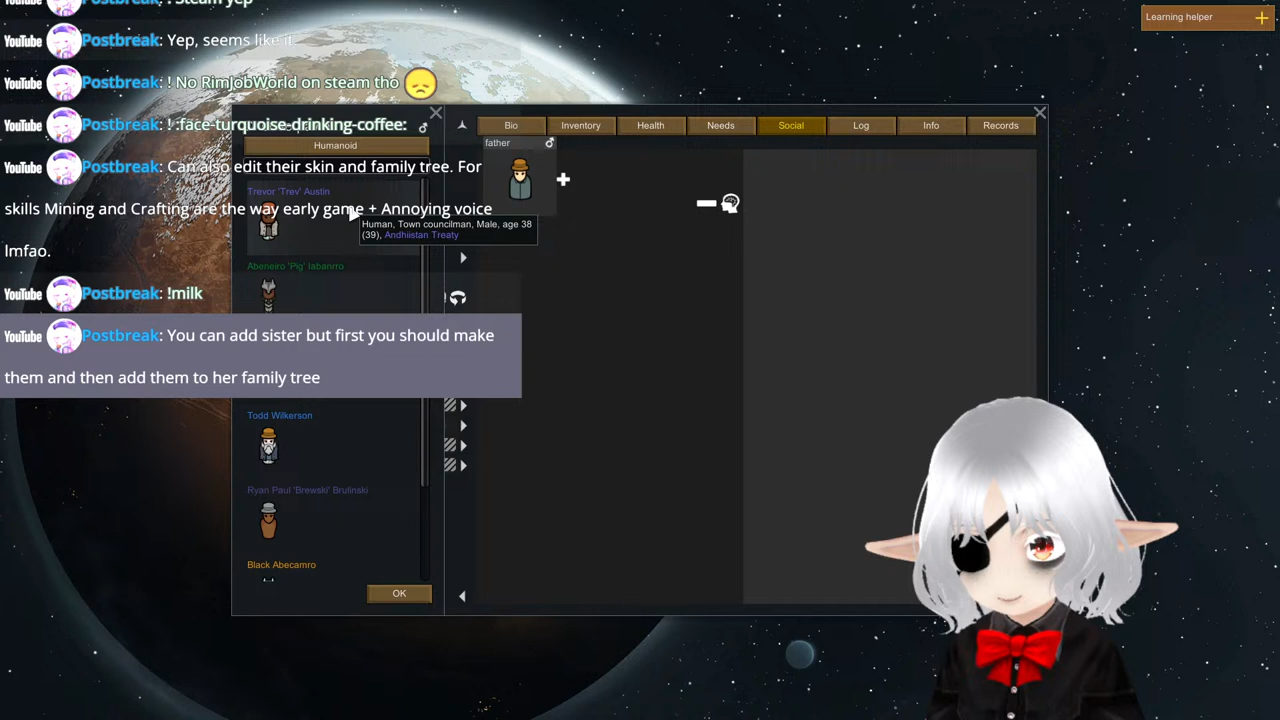 YouTube Postbreak: ! Steam yep
Learning helper
YouTube Postbreak: Yep, seems like it
YouTube Postbreak: ! No RimJobWorld on steam tho
YouTube Postbreak: ! :face-turquoise-drinking-coffee:
Bio Inventory Health Needs Social Log Info Records
Humanoid
father
YouTube Postbreak: Can also edit their skin and family tree. For
skills Mining and Crafting are the way early game + Annoying voice
lmfao.
Trevor 'Trev' Austin
Human, Town councilman, Male, age 38
(39), Andhiistan Treaty
Abeneiro 'Pig' Iabanrro
YouTube Postbreak: !milk
YouTube Postbreak: You can add sister but first you should make
them and then add them to her family tree
Todd Wilkerson
Ryan Paul 'Brewski' Brulinski
Black Abecamro
OK